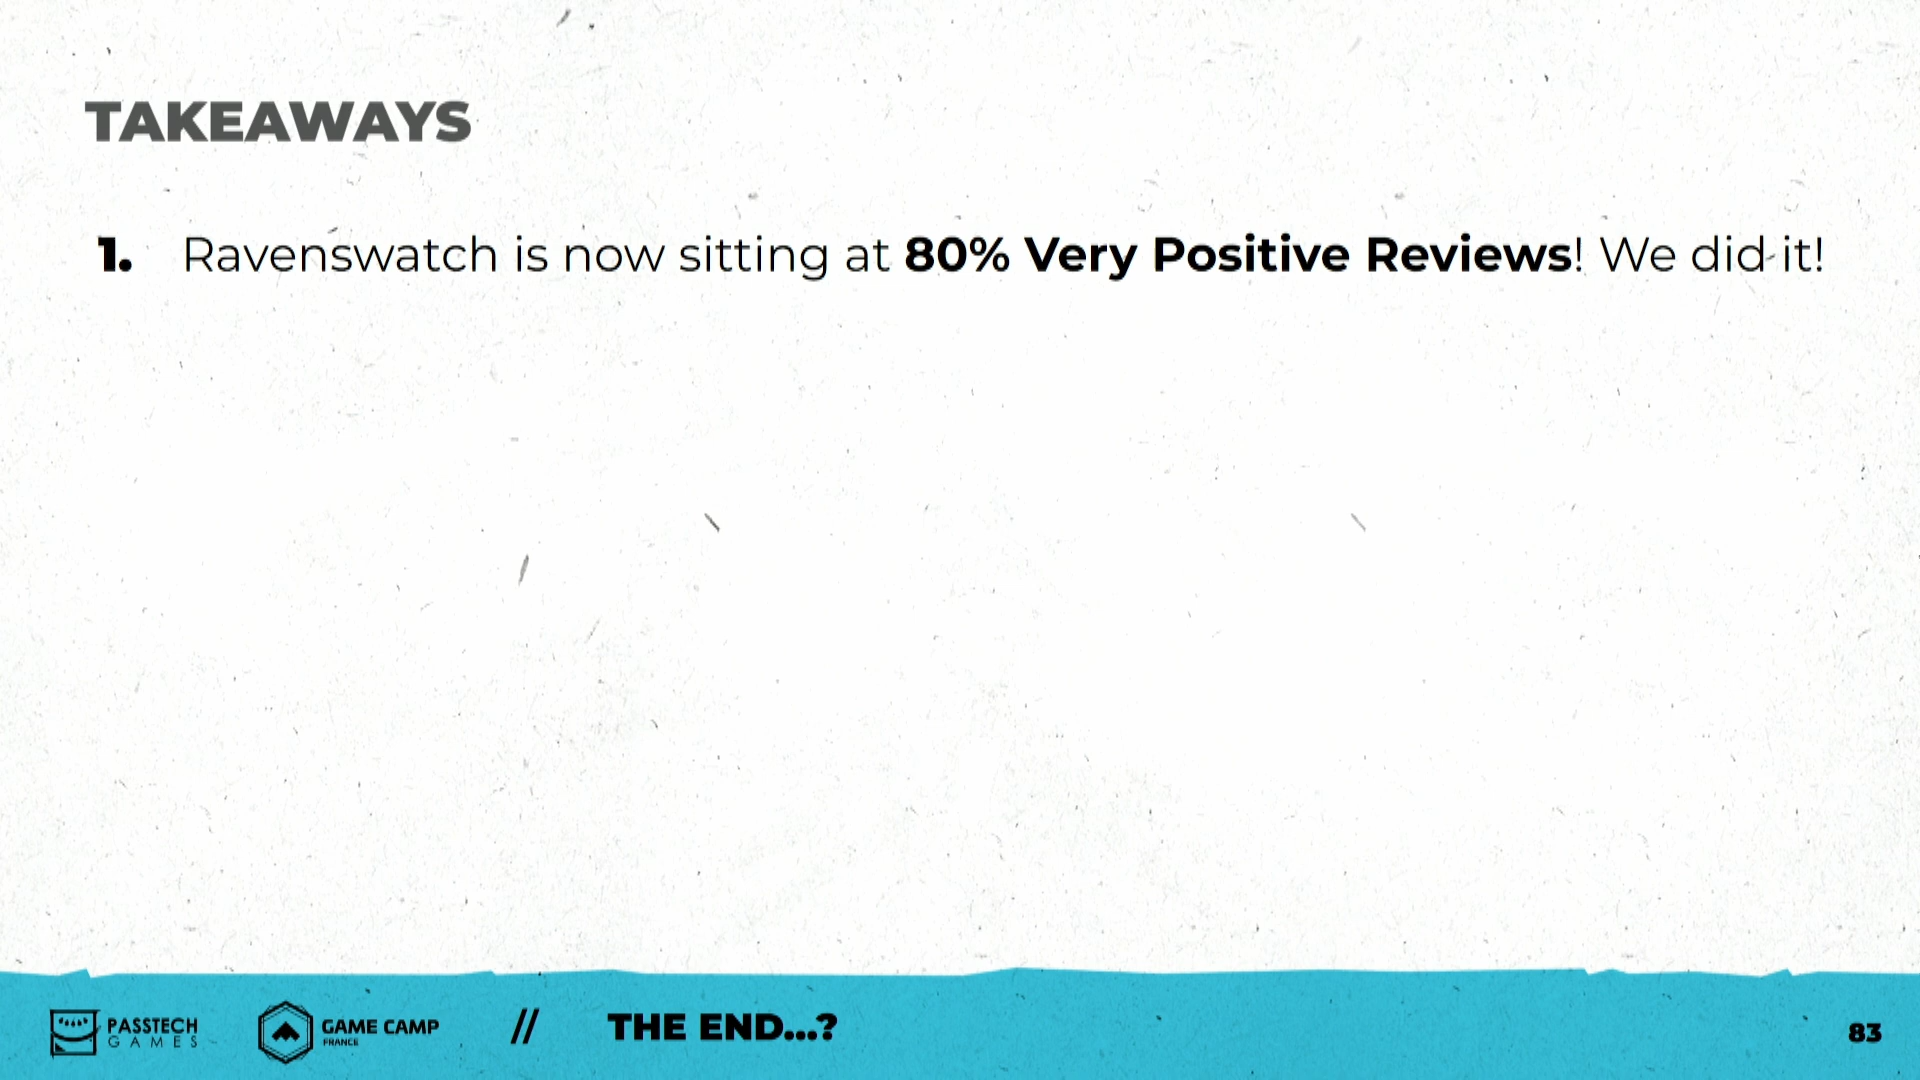 TAKEAWAYS
1. Ravenswatch is now sitting at 80% Very Positive Reviews! We did it!
PASSTECH
GAMES
GAME CAMP
FRANCE
// THE END...?
83